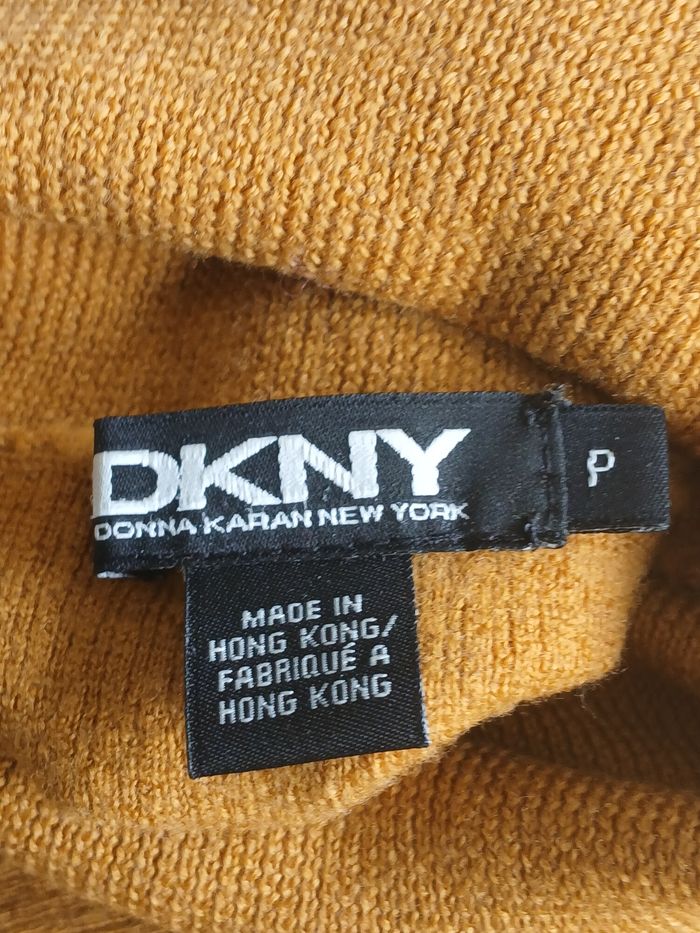 DKNY
DONNA KARAN NEW YORK
P
MADE IN
HONG KONG/
FABRIQUÉ A
HONG KONG